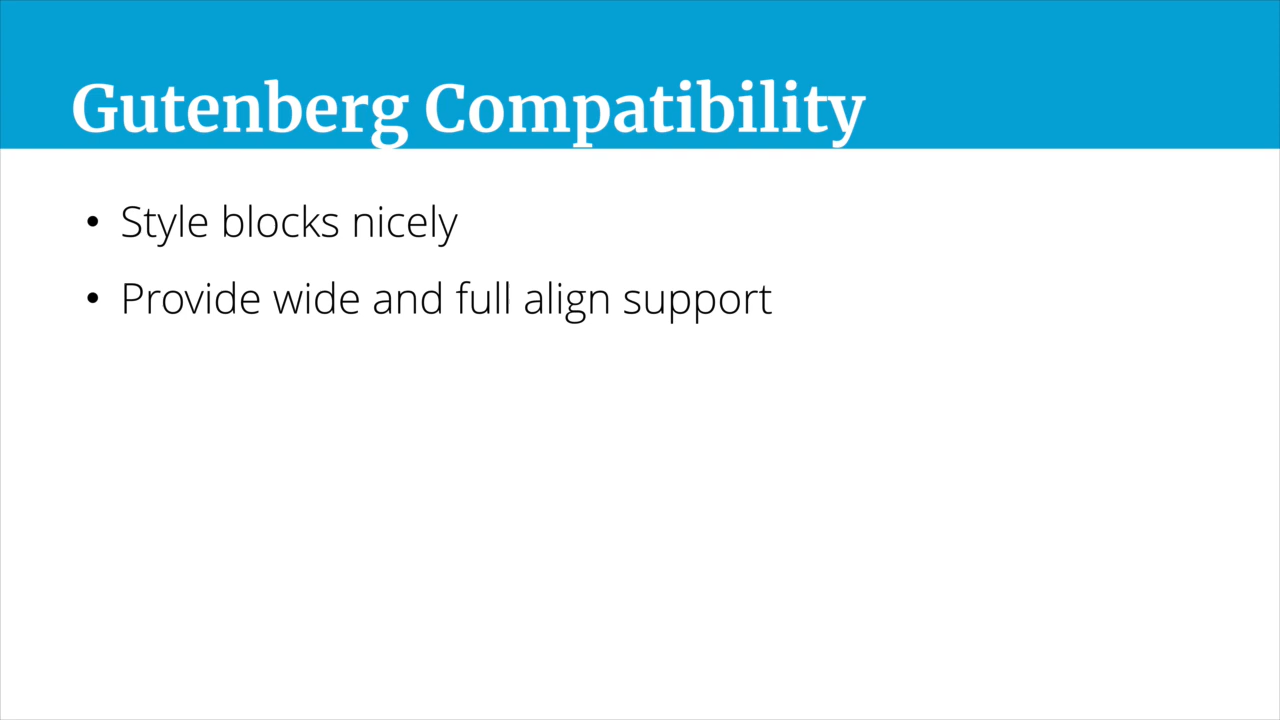 Gutenberg Compatibility
• Style blocks nicely
• Provide wide and full align support